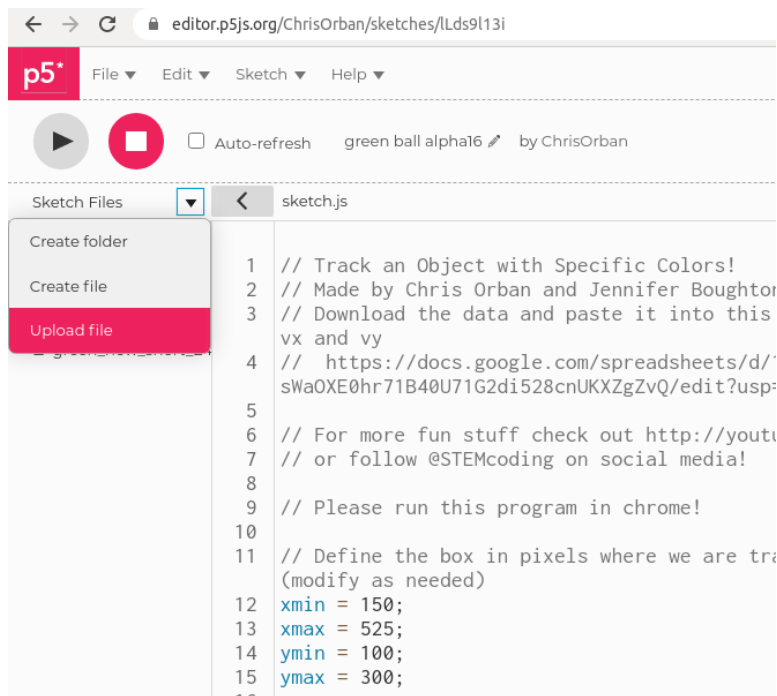 editor.p5js.org/ChrisOrban/sketches/lLds9l13i
p5* File ▼ Edit ▼ Sketch ▼ Help ▼
Auto-refresh green ball alpha16 by ChrisOrban
Sketch Files ▼ < sketch.js
Create folder
Create file
Upload file
1 // Track an Object with Specific Colors!
2 // Made by Chris Orban and Jennifer Boughton
3 // Download the data and paste it into this
vx and vy
4 // https://docs.google.com/spreadsheets/d/1
sWaOXE0hr71B40U71G2di528cnUKXZgZvQ/edit?usp=
5
6 // For more fun stuff check out http://youtu
7 // or follow @STEMcoding on social media!
8
9 // Please run this program in chrome!
10
11 // Define the box in pixels where we are tra
(modify as needed)
12 xmin = 150;
13 xmax = 525;
14 ymin = 100;
15 ymax = 300;